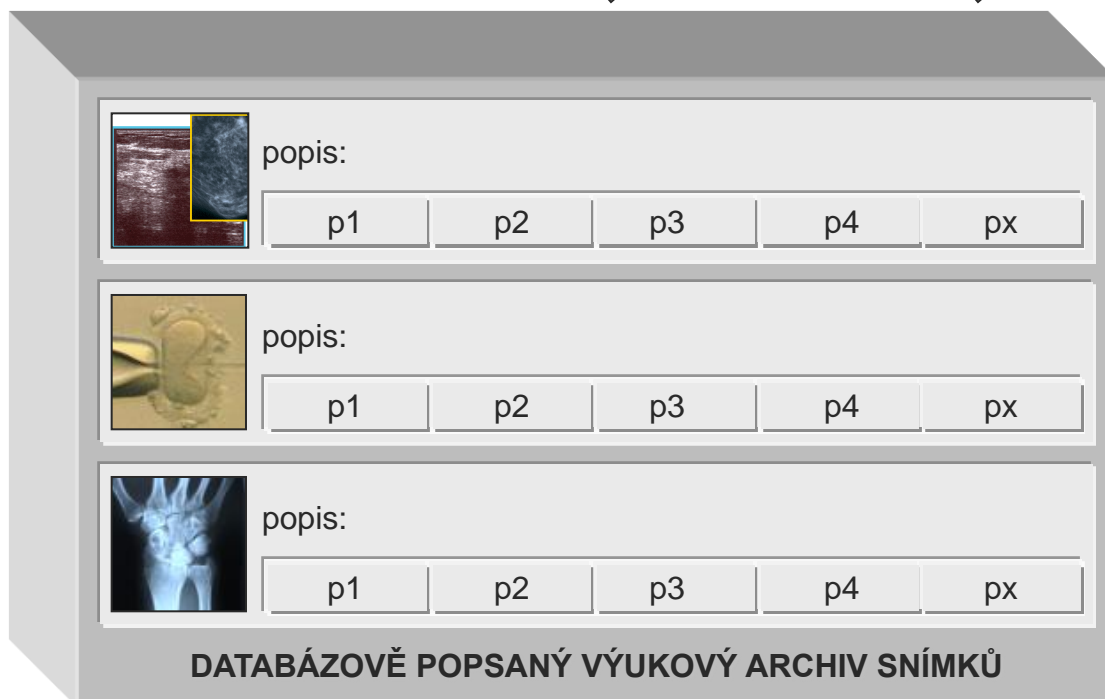 popis:
p1 p2 p3 p4 px
popis:
p1 p2 p3 p4 px
popis:
p1 p2 p3 p4 px
DATABÁZOVĚ POPSANÝ VÝUKOVÝ ARCHIV SNÍMKŮ